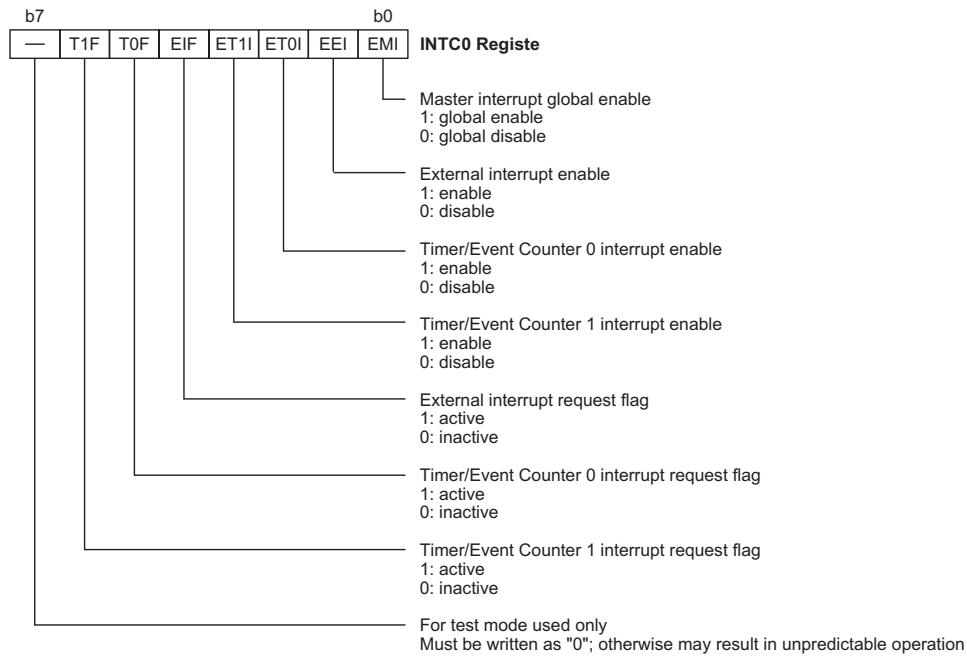 b7 b0
— T1F T0F EIF ET1I ET0I EEI EMI INTC0 Registe
Master interrupt global enable
1: global enable
0: global disable
External interrupt enable
1: enable
0: disable
Timer/Event Counter 0 interrupt enable
1: enable
0: disable
Timer/Event Counter 1 interrupt enable
1: enable
0: disable
External interrupt request flag
1: active
0: inactive
Timer/Event Counter 0 interrupt request flag
1: active
0: inactive
Timer/Event Counter 1 interrupt request flag
1: active
0: inactive
For test mode used only
Must be written as "0"; otherwise may result in unpredictable operation